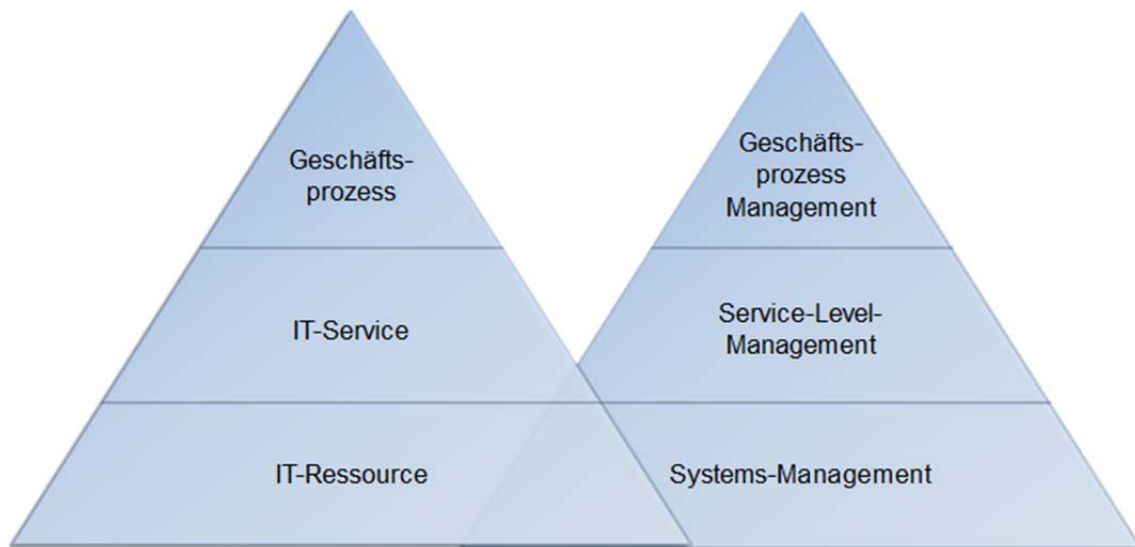 Geschäfts-
prozess
IT-Service
IT-Ressource
Geschäfts-
prozess
Management
Service-Level-
Management
Systems-Management